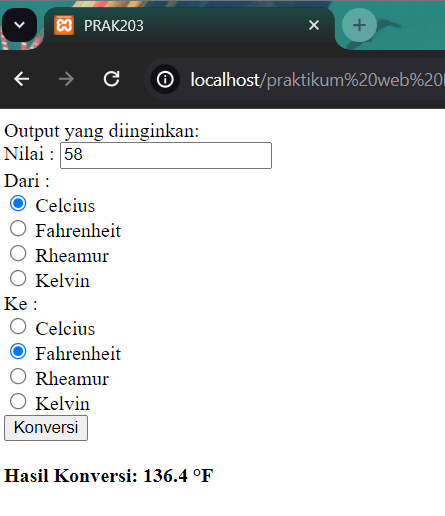 PRAK203
localhost/praktikum%20web%20
Output yang diinginkan:
Nilai : 58
Dari :
Celcius
Fahrenheit
Rheamur
Kelvin
Ke :
Celcius
Fahrenheit
Rheamur
Kelvin
Konversi
Hasil Konversi: 136.4 °F